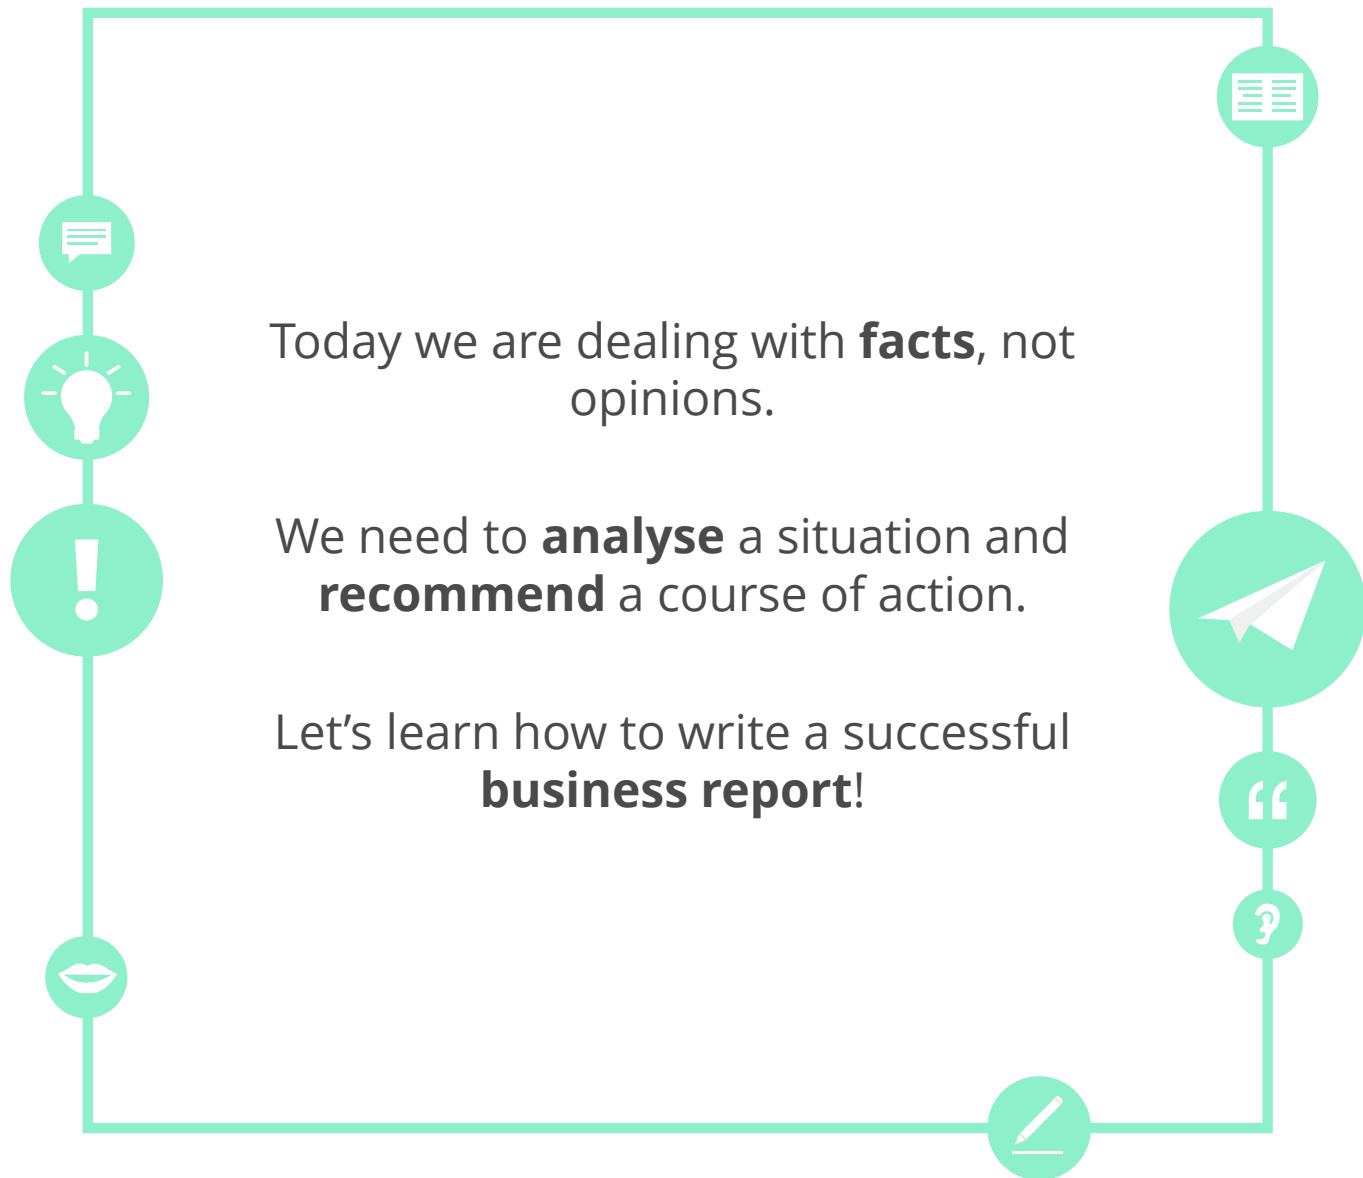 Today we are dealing with facts, not
opinions.
We need to analyse a situation and
recommend a course of action.
Let’s learn how to write a successful
business report!